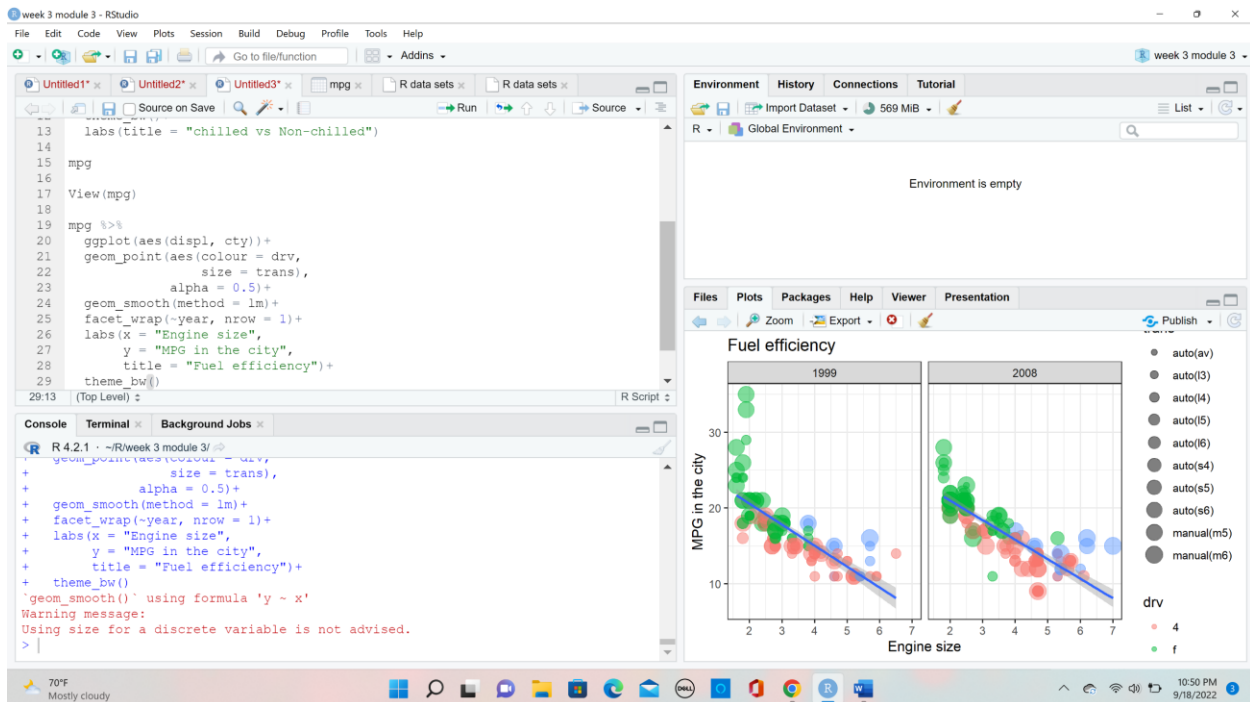 week 3 module 3 - RStudio
File Edit Code View Plots Session Build Debug Profile Tools Help
Go to file/function Addins week 3 module 3
Untitled1* Untitled2* Untitled3* mpg R data sets R data sets
Source on Save Run Source
13 labs(title = "chilled vs Non-chilled")
14
15 mpg
16
17 View(mpg)
18
19 mpg %>%
20 ggplot(aes(displ, cty))+
21 geom_point(aes(colour = drv,
22 size = trans),
23 alpha = 0.5)+
24 geom_smooth(method = lm)+
25 facet_wrap(~year, nrow = 1)+
26 labs(x = "Engine size",
27 y = "MPG in the city",
28 title = "Fuel efficiency")+
29 theme_bw()
29:13 (Top Level) R Script
Console Terminal Background Jobs
R 4.2.1 · ~/R/week 3 module 3/
+ geom_point(aes(colour = drv,
+ size = trans),
+ alpha = 0.5)+
+ geom_smooth(method = lm)+
+ facet_wrap(~year, nrow = 1)+
+ labs(x = "Engine size",
+ y = "MPG in the city",
+ title = "Fuel efficiency")+
+ theme_bw()
`geom_smooth()` using formula 'y ~ x'
Warning message:
Using size for a discrete variable is not advised.
>
Environment History Connections Tutorial
Import Dataset 569 MiB List
R Global Environment
Environment is empty
Files Plots Packages Help Viewer Presentation
Zoom Export Publish
Fuel efficiency
1999 2008
30
20
10
MPG in the city
2 3 4 5 6 7 2 3 4 5 6 7
Engine size
auto(av)
auto(l3)
auto(l4)
auto(l5)
auto(l6)
auto(s4)
auto(s5)
auto(s6)
manual(m5)
manual(m6)
drv
4
f
70°F
Mostly cloudy
DELL
10:50 PM
9/18/2022
3